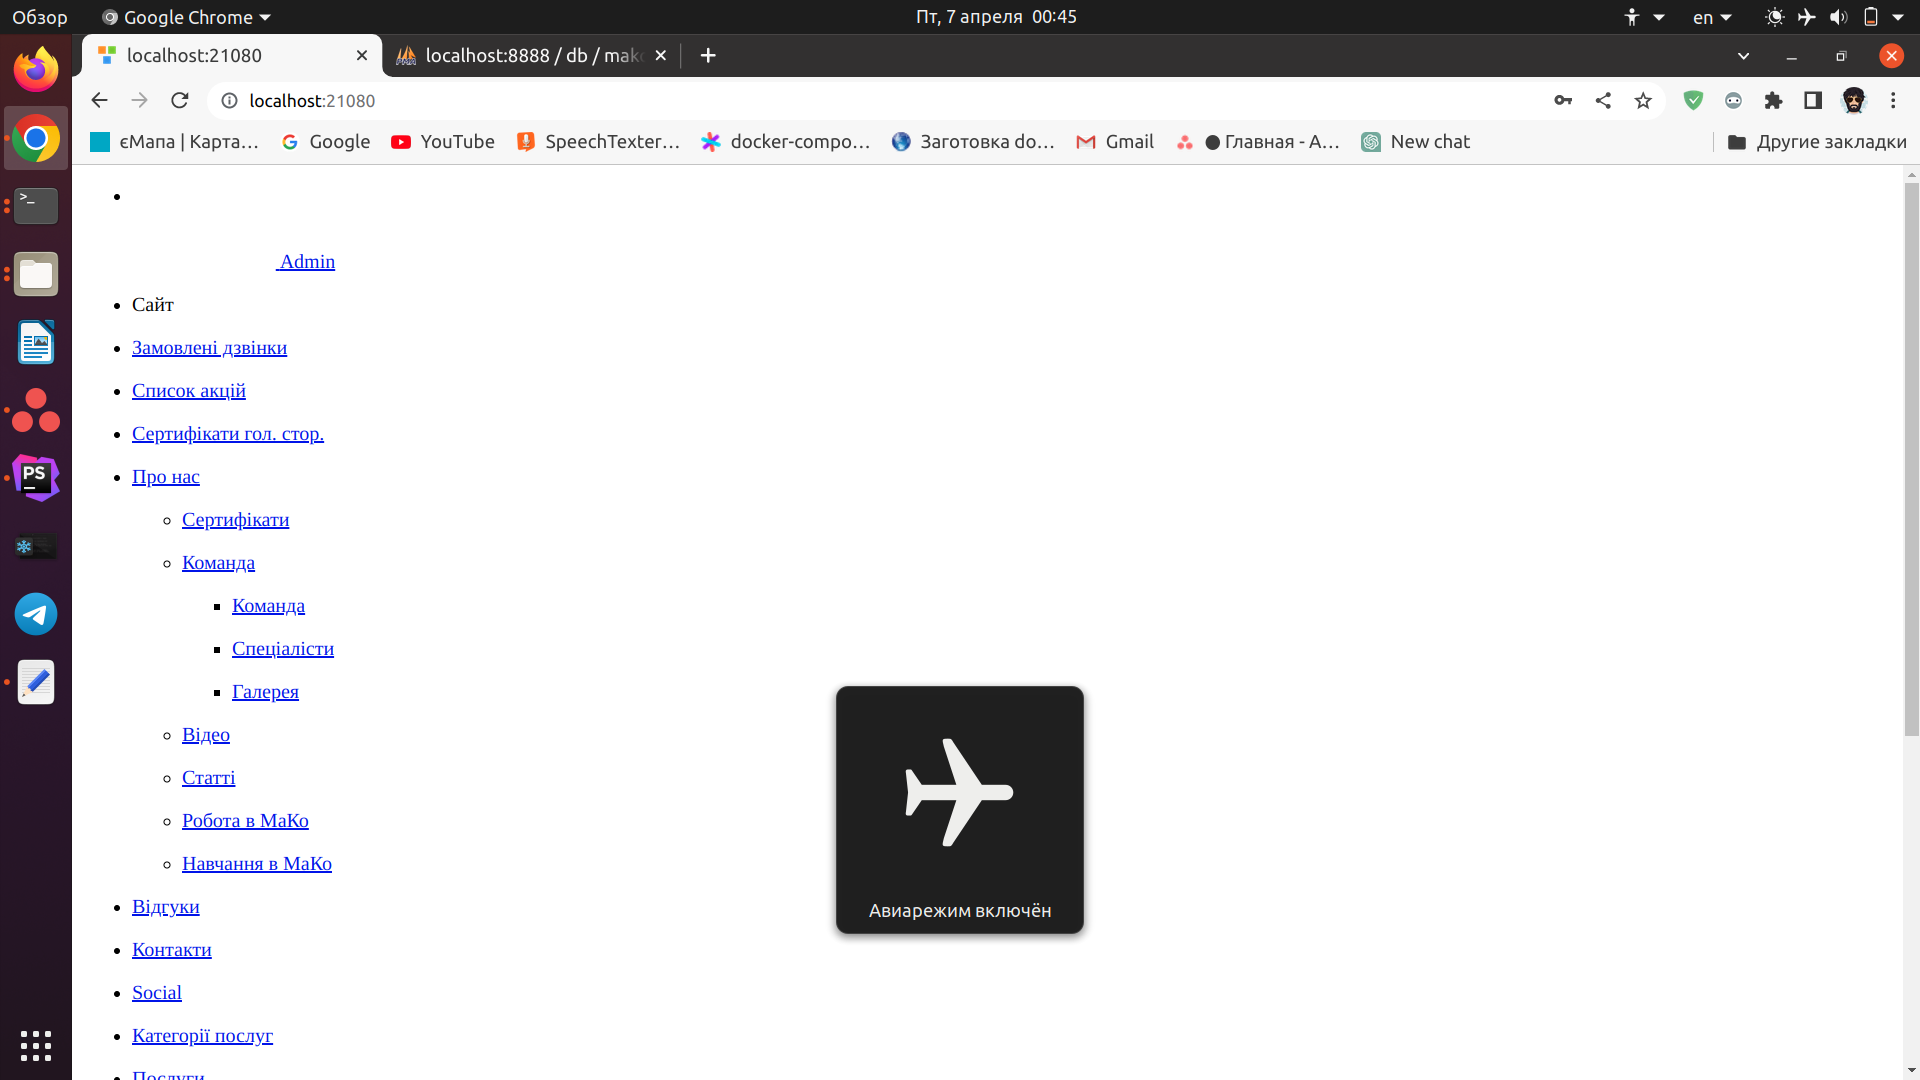 Обзор
Google Chrome
Пт, 7 апреля 00:45
en
localhost:21080
localhost:8888 / db / mako
localhost:21080
єМапа | Карта…
Google
YouTube
SpeechTexter…
docker-compo…
Заготовка do…
Gmail
Главная - A…
New chat
Другие закладки
Admin
Сайт
Замовлені дзвінки
Список акцій
Сертифікати гол. стор.
Про нас
Сертифікати
Команда
Команда
Спеціалісти
Галерея
Відео
Статті
Робота в МаКо
Навчання в МаКо
Відгуки
Контакти
Social
Категорії послуг
Послуги
PS
Авиарежим включён